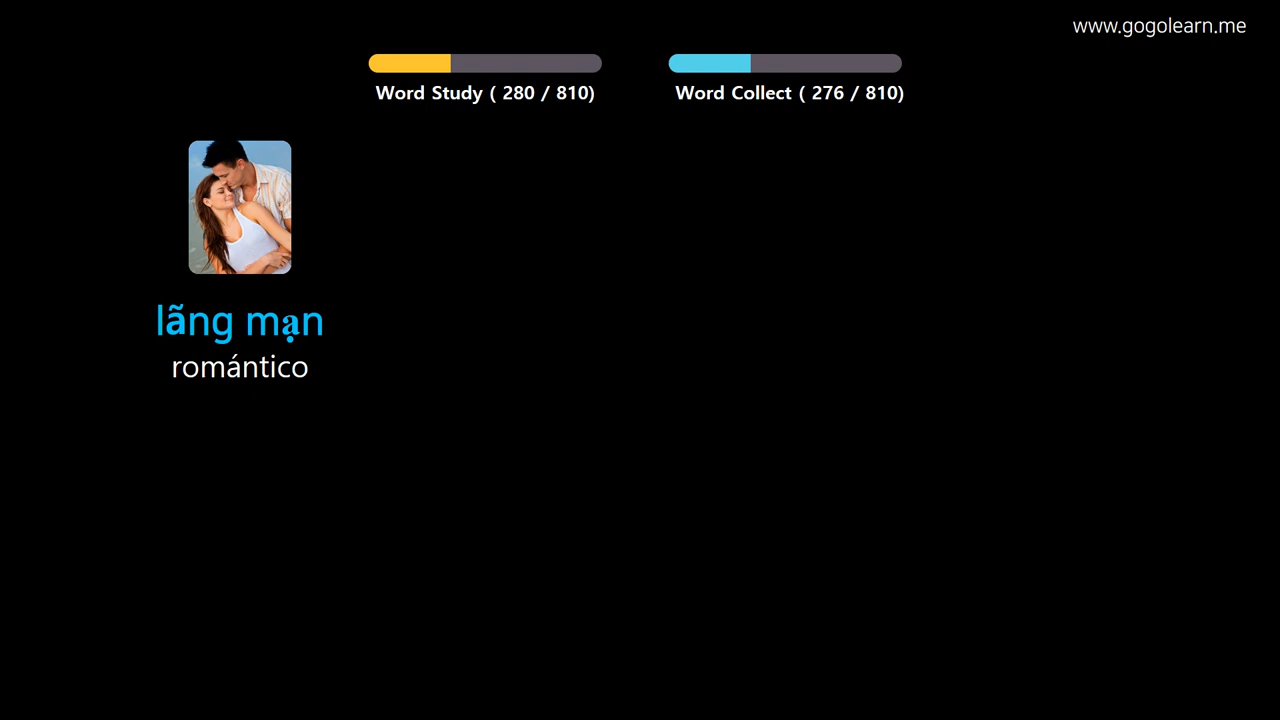 www.gogolearn.me
Word Study ( 280 / 810)
Word Collect ( 276 / 810)
lãng mạn
romántico